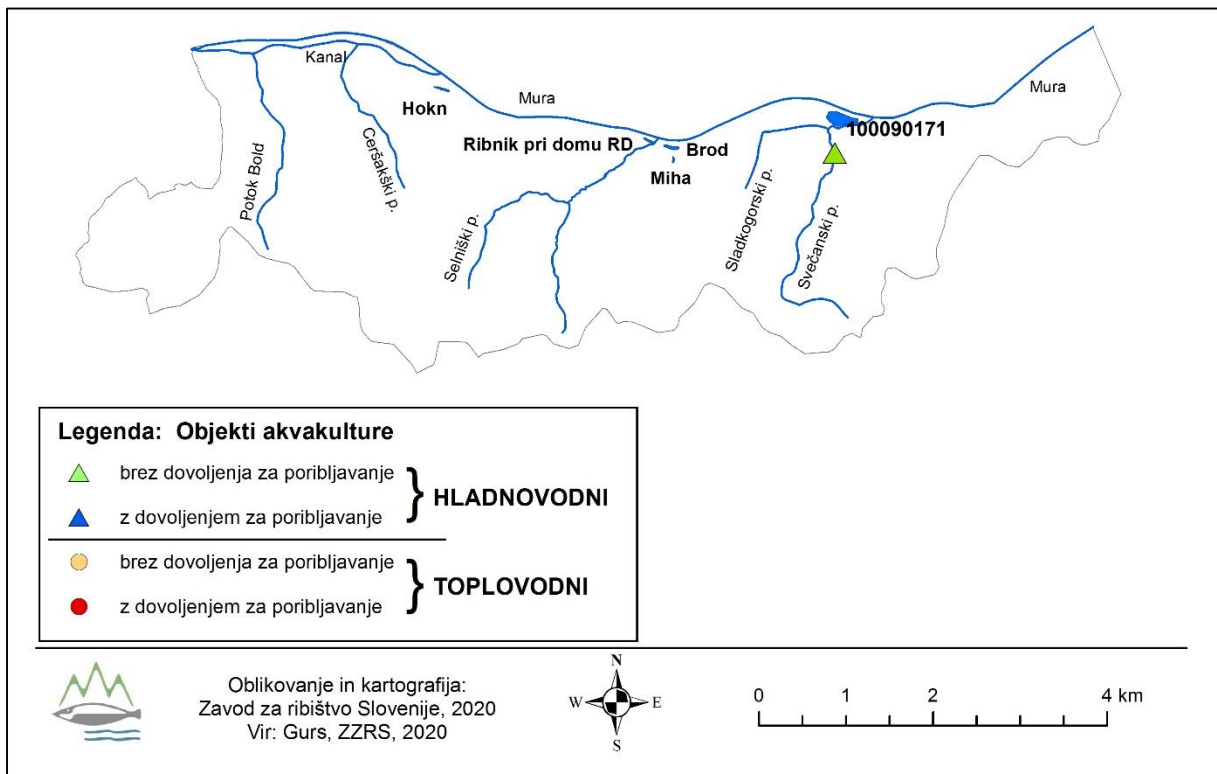 Kanal
Mura
Mura
Hokn
Potok Bold
Ceršakški p.
Ribnik pri domu RD
Brod
Miha
100090171
Selniški p.
Sladkogorski p.
Svečanski p.
Legenda: Objekti akvakulture
brez dovoljenja za poribljavanje
z dovoljenjem za poribljavanje
} HLADNOVODNI
brez dovoljenja za poribljavanje
z dovoljenjem za poribljavanje
} TOPLOVODNI
Oblikovanje in kartografija:
Zavod za ribištvo Slovenije, 2020
Vir: Gurs, ZZRS, 2020
N
W
E
S
0 1 2 4 km